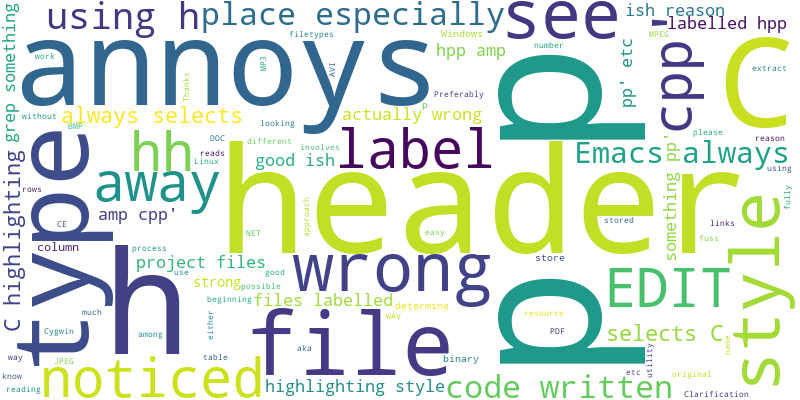 using h
place especially
see
ish reason
labelled hpp
grep something
filetypes
Windows
hpp amp
number
MPEG
annoys
work
MP3
AVI
pp' etc
cpp'
C
extract
Thanks
Preferably
p
without
BMP
always selects
actually wrong
p
looking
DOC
different
reads
Linux
involves
please
reason
hh
good ish
label
Emacs always
using
type
rows
away
header
something pp'
fully
C highlighting
amp cpp'
CE
approach
stored
links
style
column
NET
easy
fuss
h
process
project files
wrong
store
use
good
strong
possible
EDIT
much
beginning
files labelled
determine
resource
Cygwin
among
either
WAV
file
p
PDF
selects C
name
way
JPEG
table
aka
binary
utility
know
reading
noticed
highlighting style
code written
etc
original
Clarification